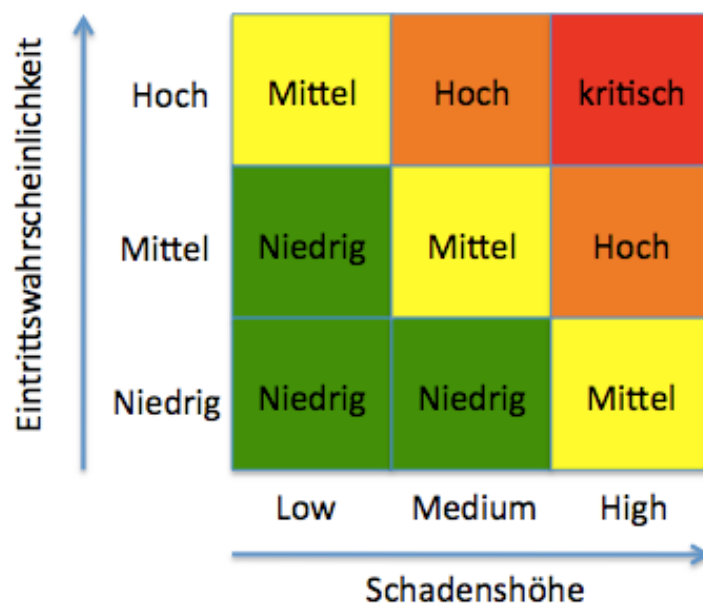 Eintrittswahrscheinlichkeit
Hoch Mittel Hoch kritisch
Mittel Niedrig Mittel Hoch
Niedrig Niedrig Niedrig Mittel
Low Medium High
Schadenshöhe